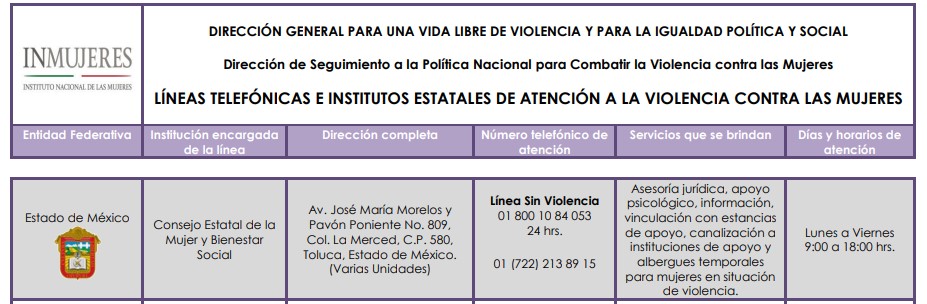 INMUJERES
INSTITUTO NACIONAL DE LAS MUJERES
DIRECCIÓN GENERAL PARA UNA VIDA LIBRE DE VIOLENCIA Y PARA LA IGUALDAD POLÍTICA Y SOCIAL
Dirección de Seguimiento a la Política Nacional para Combatir la Violencia contra las Mujeres
LÍNEAS TELEFÓNICAS E INSTITUTOS ESTATALES DE ATENCIÓN A LA VIOLENCIA CONTRA LAS MUJERES
Entidad Federativa
Institución encargada
de la línea
Dirección completa
Número telefónico de
atención
Servicios que se brindan
Días y horarios de
atención
Estado de México
Consejo Estatal de la
Mujer y Bienestar
Social
Av. José María Morelos y
Pavón Poniente No. 809,
Col. La Merced, C.P. 580,
Toluca, Estado de México.
(Varias Unidades)
Línea Sin Violencia
01 800 10 84 053
24 hrs.
01 (722) 213 89 15
Asesoría jurídica, apoyo
psicológico, información,
vinculación con estancias
de apoyo, canalización a
instituciones de apoyo y
albergues temporales
para mujeres en situación
de violencia.
Lunes a Viernes
9:00 a 18:00 hrs.